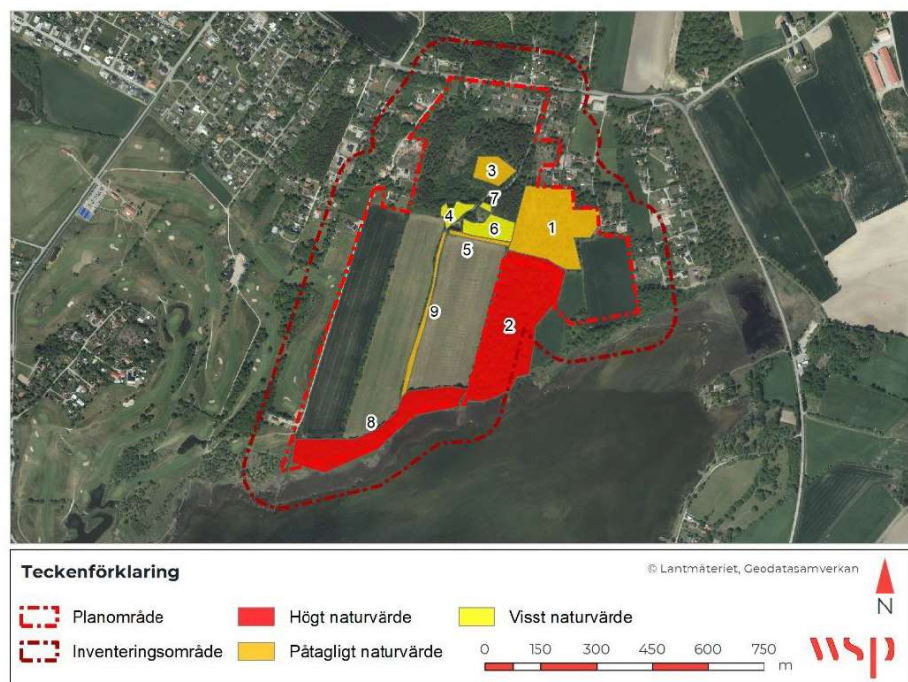 3
7
4
1
6
5
2
9
8
Teckenförklaring
© Lantmäteriet, Geodatasamverkan
N
Planområde
Högt naturvärde
Visst naturvärde
Inventeringsområde
Påtagligt naturvärde
0 150 300 450 600 750
m
wsp